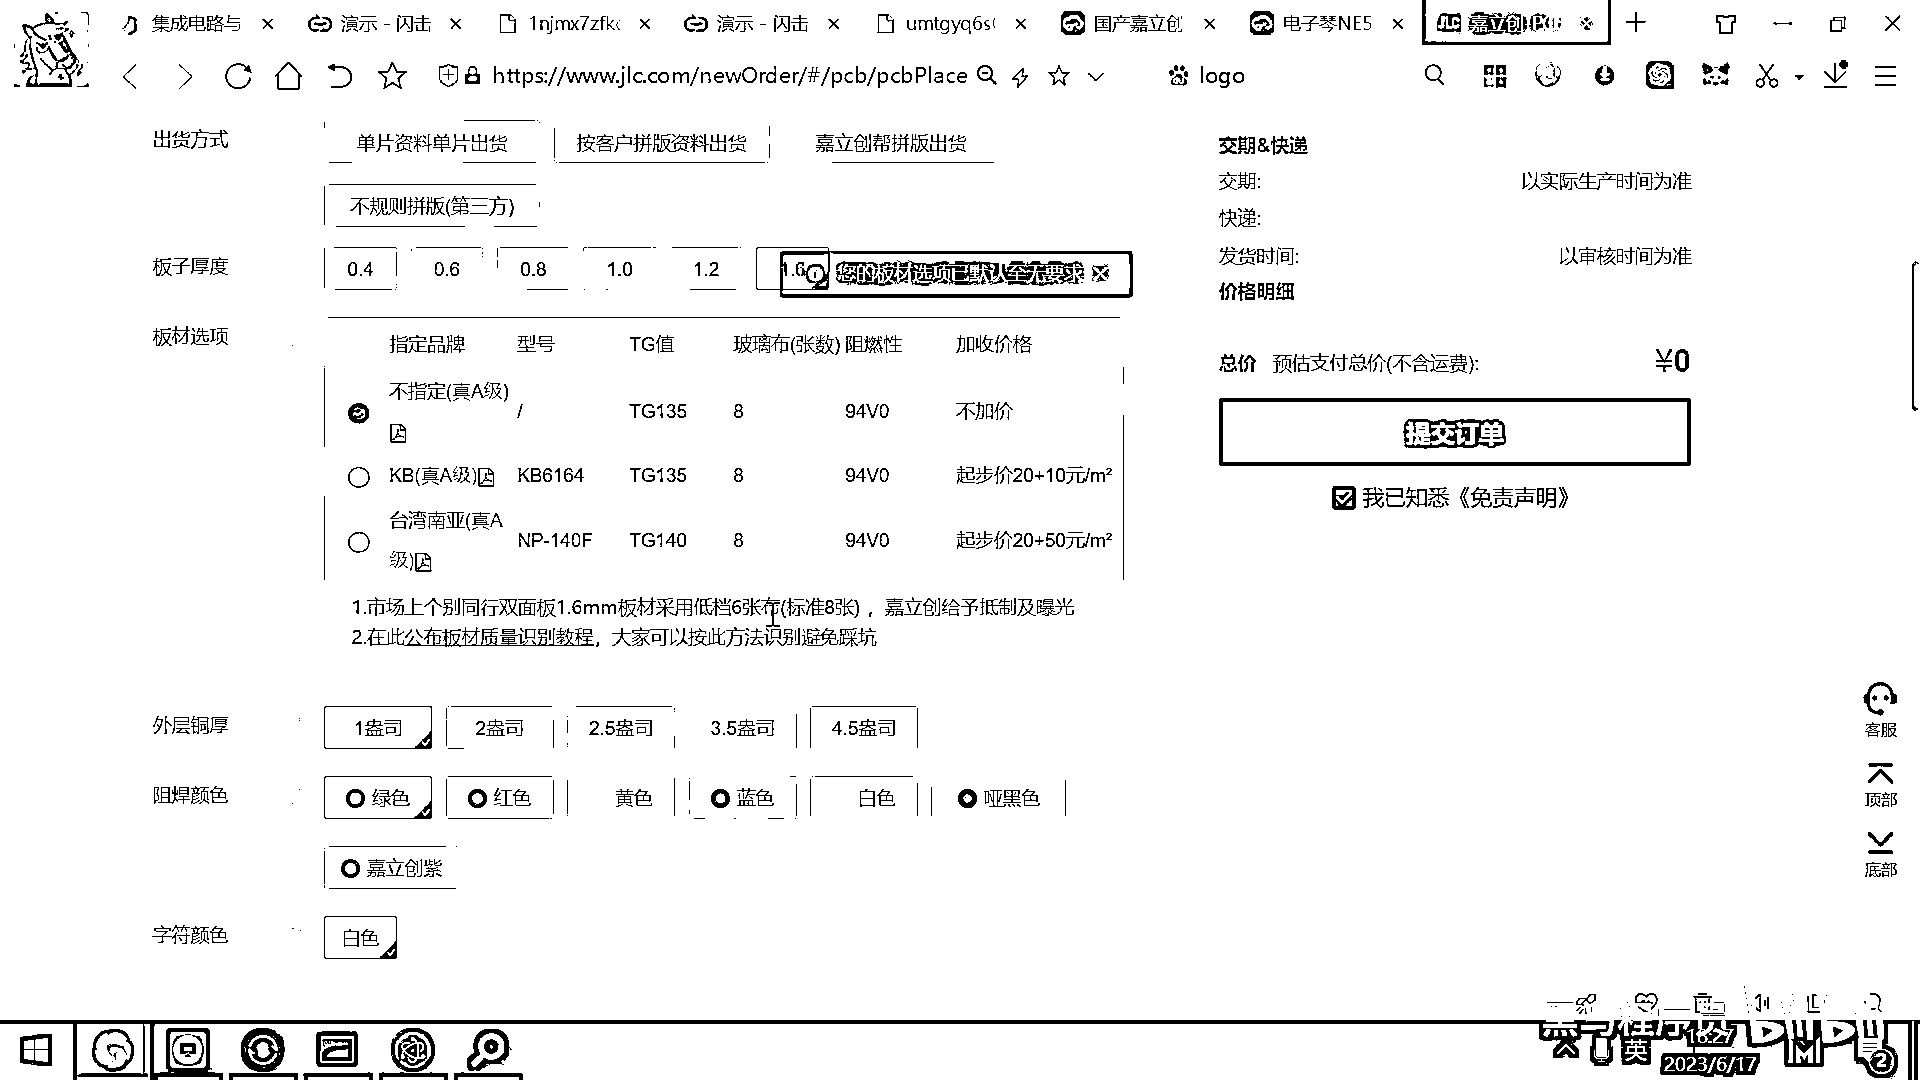 集成电路与
演示 - 闪击
1njmx7zfk
演示 - 闪击
umtgyq6s
国产嘉立创
电子琴NE5
嘉立创
https://www.jlc.com/newOrder/#/pcb/pcbPlace
logo
出货方式
单片资料单片出货
按客户拼版资料出货
嘉立创帮拼版出货
不规则拼版(第三方)
板子厚度
0.4
0.6
0.8
1.0
1.2
1.6
您的板材选项已默认至无要求
板材选项
指定品牌 型号 TG值 玻璃布(张数) 阻燃性 加收价格
不指定(真A级) / TG135 8 94V0 不加价
KB(真A级) KB6164 TG135 8 94V0 起步价20+10元/m²
台湾南亚(真A
级) NP-140F TG140 8 94V0 起步价20+50元/m²
1.市场上个别同行双面板1.6mm板材采用低档6张布(标准8张)，嘉立创给予抵制及曝光
2.在此公布板材质量识别教程，大家可以按此方法识别避免踩坑
外层铜厚
1盎司
2盎司
2.5盎司
3.5盎司
4.5盎司
阻焊颜色
绿色
红色
黄色
蓝色
白色
哑黑色
嘉立创紫
字符颜色
白色
交期&快递
交期: 以实际生产时间为准
快递:
发货时间: 以审核时间为准
价格明细
总价 预估支付总价(不含运费): ¥0
提交订单
我已知悉《免责声明》
客服
顶部
底部
英
16:27
2023/6/17
2